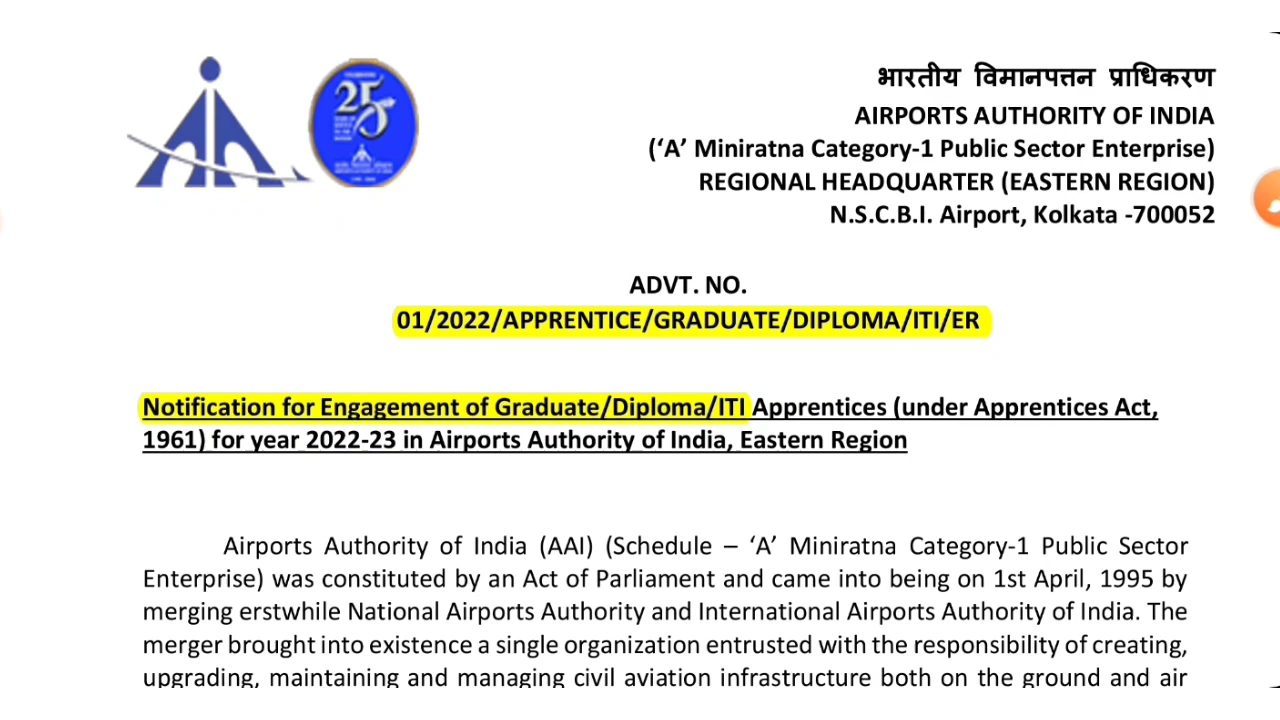 भारतीय विमानपत्तन प्राधिकरण
AIRPORTS AUTHORITY OF INDIA
(‘A’ Miniratna Category-1 Public Sector Enterprise)
REGIONAL HEADQUARTER (EASTERN REGION)
N.S.C.B.I. Airport, Kolkata -700052
25
ADVT. NO.
01/2022/APPRENTICE/GRADUATE/DIPLOMA/ITI/ER
Notification for Engagement of Graduate/Diploma/ITI Apprentices (under Apprentices Act,
1961) for year 2022-23 in Airports Authority of India, Eastern Region
Airports Authority of India (AAI) (Schedule – ‘A’ Miniratna Category-1 Public Sector
Enterprise) was constituted by an Act of Parliament and came into being on 1st April, 1995 by
merging erstwhile National Airports Authority and International Airports Authority of India. The
merger brought into existence a single organization entrusted with the responsibility of creating,
upgrading, maintaining and managing civil aviation infrastructure both on the ground and air